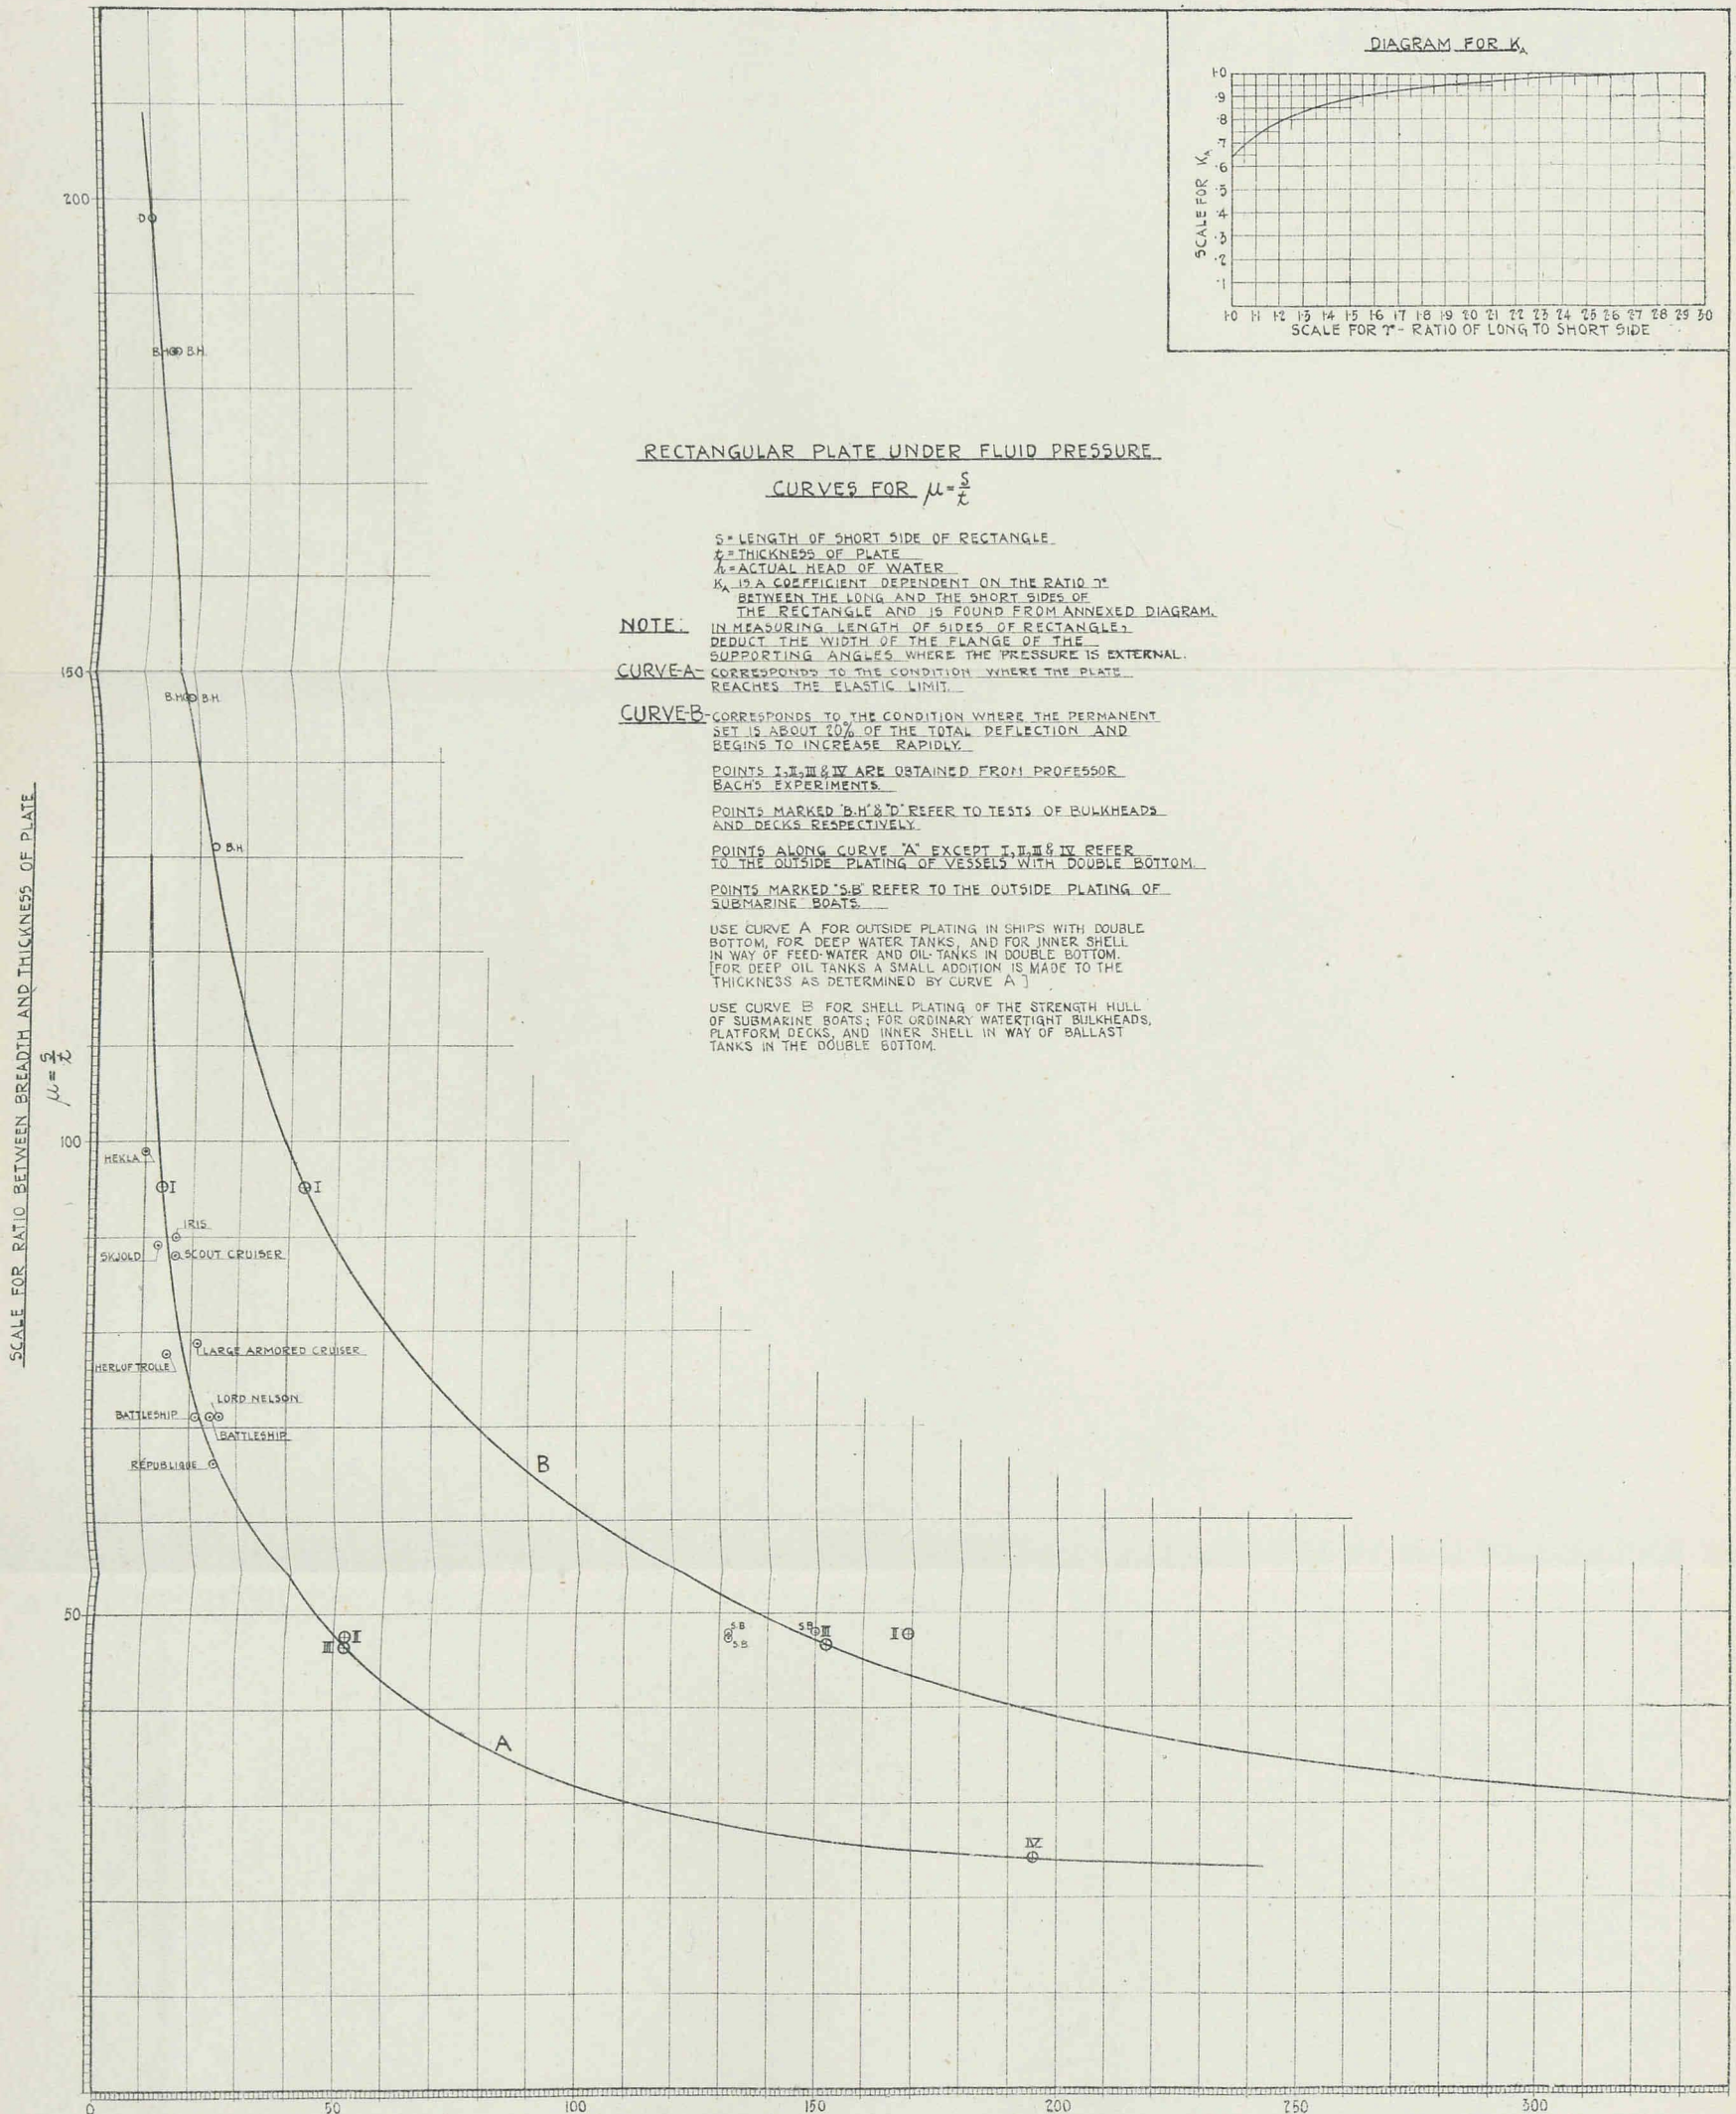 DIAGRAM FOR KA
1·0
·9
·8
·7
·6
·5
·4
·3
·2
·1
SCALE FOR KA
1·0 1·1 1·2 1·3 1·4 1·5 1·6 1·7 1·8 1·9 2·0 2·1 2·2 2·3 2·4 2·5 2·6 2·7 2·8 2·9 3·0
SCALE FOR r - RATIO OF LONG TO SHORT SIDE
RECTANGULAR PLATE UNDER FLUID PRESSURE
CURVES FOR μ = s/t
S = LENGTH OF SHORT SIDE OF RECTANGLE
t = THICKNESS OF PLATE
h = ACTUAL HEAD OF WATER
KA IS A COEFFICIENT DEPENDENT ON THE RATIO r
BETWEEN THE LONG AND THE SHORT SIDES OF
THE RECTANGLE AND IS FOUND FROM ANNEXED DIAGRAM.
NOTE: IN MEASURING LENGTH OF SIDES OF RECTANGLE,
DEDUCT THE WIDTH OF THE FLANGE OF THE
SUPPORTING ANGLES WHERE THE PRESSURE IS EXTERNAL.
CURVE-A- CORRESPONDS TO THE CONDITION WHERE THE PLATE
REACHES THE ELASTIC LIMIT.
CURVE-B- CORRESPONDS TO THE CONDITION WHERE THE PERMANENT
SET IS ABOUT 20% OF THE TOTAL DEFLECTION AND
BEGINS TO INCREASE RAPIDLY.
POINTS I, II, III & IV ARE OBTAINED FROM PROFESSOR
BACH'S EXPERIMENTS.
POINTS MARKED "B.H" & "D" REFER TO TESTS OF BULKHEADS
AND DECKS RESPECTIVELY.
POINTS ALONG CURVE "A" EXCEPT I, II, III & IV REFER
TO THE OUTSIDE PLATING OF VESSELS WITH DOUBLE BOTTOM.
POINTS MARKED "S.B" REFER TO THE OUTSIDE PLATING OF
SUBMARINE BOATS.
USE CURVE A FOR OUTSIDE PLATING IN SHIPS WITH DOUBLE
BOTTOM, FOR DEEP WATER TANKS, AND FOR INNER SHELL
IN WAY OF FEED-WATER AND OIL-TANKS IN DOUBLE BOTTOM.
[FOR DEEP OIL TANKS A SMALL ADDITION IS MADE TO THE
THICKNESS AS DETERMINED BY CURVE A]
USE CURVE B FOR SHELL PLATING OF THE STRENGTH HULL
OF SUBMARINE BOATS; FOR ORDINARY WATERTIGHT BULKHEADS,
PLATFORM DECKS, AND INNER SHELL IN WAY OF BALLAST
TANKS IN THE DOUBLE BOTTOM.
SCALE FOR RATIO BETWEEN BREADTH AND THICKNESS OF PLATE
μ = s/t
200
150
100
50
D
B.H B.H.
B.H B.H.
B.H
HEKLA
I I
IRIS
SKJOLD SCOUT CRUISER
LARGE ARMORED CRUISER
HERLUF TROLLE
LORD NELSON
BATTLESHIP
BATTLESHIP
RÉPUBLIQUE
B
S.B
S.B.
S.B III
I
I
III
A
IV
0 50 100 150 200 250 300